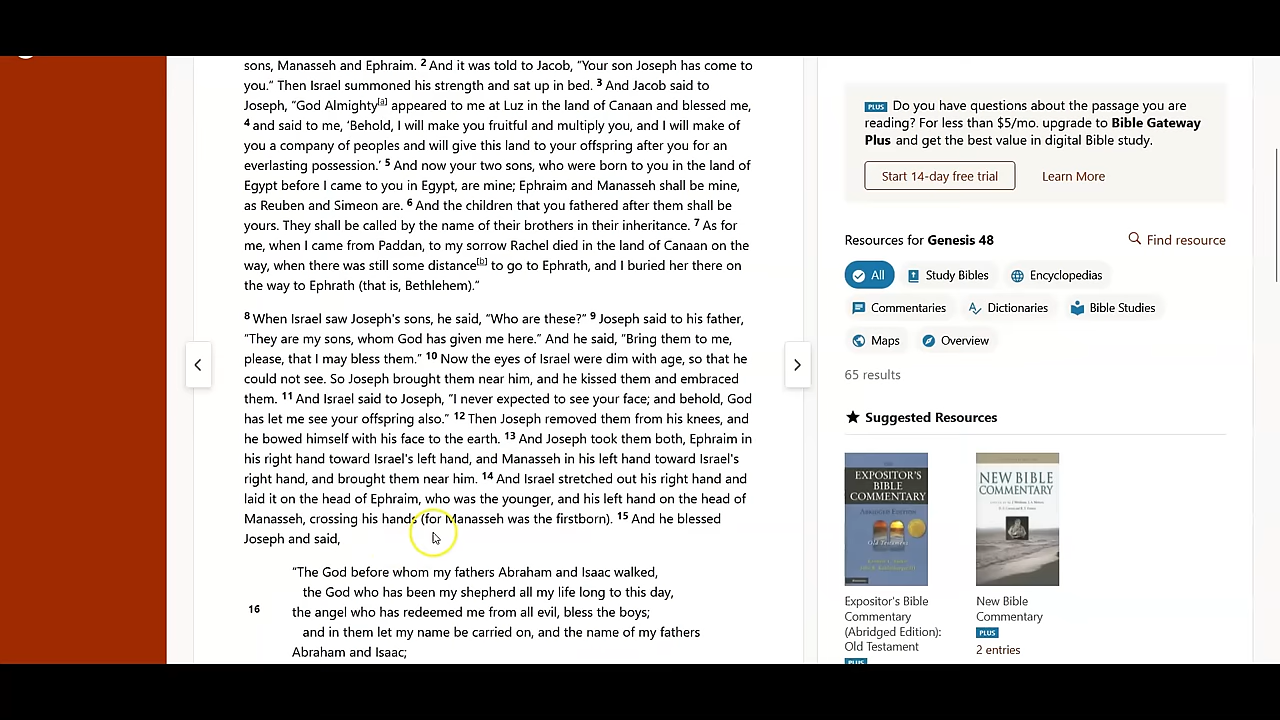 sons, Manasseh and Ephraim. 2 And it was told to Jacob, “Your son Joseph has come to
you.” Then Israel summoned his strength and sat up in bed. 3 And Jacob said to
Joseph, “God Almighty[a] appeared to me at Luz in the land of Canaan and blessed me,
4 and said to me, ‘Behold, I will make you fruitful and multiply you, and I will make of
you a company of peoples and will give this land to your offspring after you for an
everlasting possession.’ 5 And now your two sons, who were born to you in the land of
Egypt before I came to you in Egypt, are mine; Ephraim and Manasseh shall be mine,
as Reuben and Simeon are. 6 And the children that you fathered after them shall be
yours. They shall be called by the name of their brothers in their inheritance. 7 As for
me, when I came from Paddan, to my sorrow Rachel died in the land of Canaan on the
way, when there was still some distance[b] to go to Ephrath, and I buried her there on
the way to Ephrath (that is, Bethlehem).”
8 When Israel saw Joseph's sons, he said, “Who are these?” 9 Joseph said to his father,
“They are my sons, whom God has given me here.” And he said, “Bring them to me,
please, that I may bless them.” 10 Now the eyes of Israel were dim with age, so that he
could not see. So Joseph brought them near him, and he kissed them and embraced
them. 11 And Israel said to Joseph, “I never expected to see your face; and behold, God
has let me see your offspring also.” 12 Then Joseph removed them from his knees, and
he bowed himself with his face to the earth. 13 And Joseph took them both, Ephraim in
his right hand toward Israel's left hand, and Manasseh in his left hand toward Israel's
right hand, and brought them near him. 14 And Israel stretched out his right hand and
laid it on the head of Ephraim, who was the younger, and his left hand on the head of
Manasseh, crossing his hands (for Manasseh was the firstborn). 15 And he blessed
Joseph and said,
“The God before whom my fathers Abraham and Isaac walked,
the God who has been my shepherd all my life long to this day,
16 the angel who has redeemed me from all evil, bless the boys;
and in them let my name be carried on, and the name of my fathers
Abraham and Isaac;
PLUS Do you have questions about the passage you are
reading? For less than $5/mo. upgrade to Bible Gateway
Plus and get the best value in digital Bible study.
Start 14-day free trial Learn More
Resources for Genesis 48 Find resource
All Study Bibles Encyclopedias
Commentaries Dictionaries Bible Studies
Maps Overview
65 results
Suggested Resources
EXPOSITOR'S
BIBLE
COMMENTARY
Old Testament
NEW BIBLE
COMMENTARY
Expositor's Bible
Commentary
(Abridged Edition):
Old Testament
PLUS
New Bible
Commentary
PLUS
2 entries